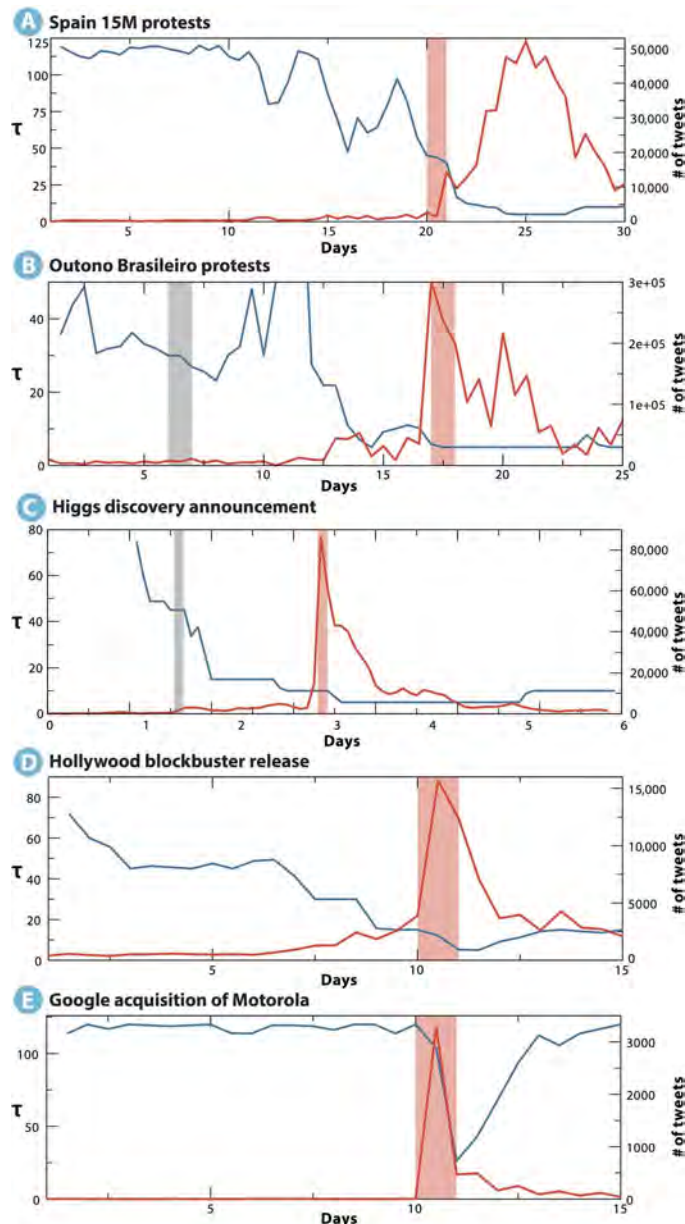 A Spain 15M protests
125
100
75
50
25
0
τ
50,000
40,000
30,000
20,000
10,000
0
# of tweets
5 10 15 20 25 30
Days
B Outono Brasileiro protests
40
20
0
τ
3e+05
2e+05
1e+05
0
# of tweets
5 10 15 20 25
Days
C Higgs discovery announcement
80
60
40
20
0
τ
80,000
60,000
40,000
20,000
0
# of tweets
0 1 2 3 4 5 6
Days
D Hollywood blockbuster release
80
60
40
20
0
τ
15,000
10,000
5000
0
# of tweets
5 10 15
Days
E Google acquisition of Motorola
100
50
0
τ
3000
2000
1000
0
# of tweets
5 10 15
Days